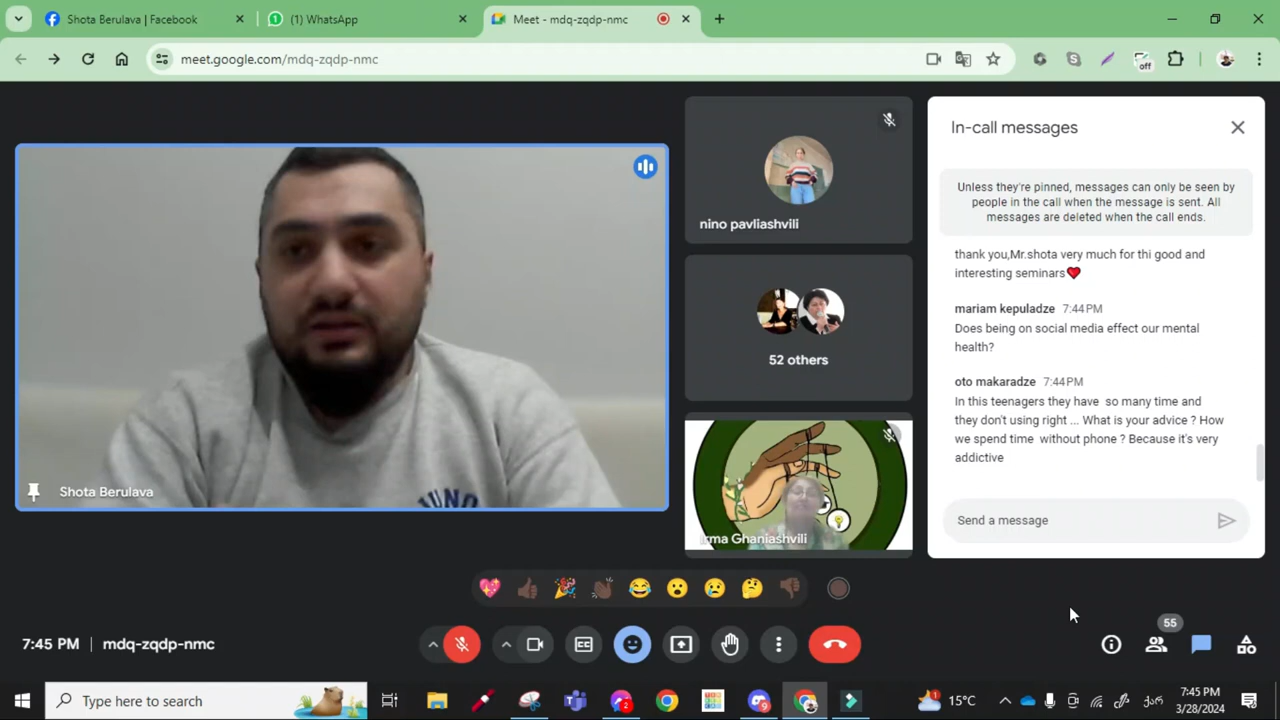 Shota Berulava | Facebook
(1) WhatsApp
Meet - mdq-zqdp-nmc
meet.google.com/mdq-zqdp-nmc
off
nino pavliashvili
52 others
Irma Ghaniashvili
Shota Berulava
In-call messages
Unless they're pinned, messages can only be seen by
people in the call when the message is sent. All
messages are deleted when the call ends.
thank you,Mr.shota very much for thi good and
interesting seminars❤️
mariam kepuladze 7:44 PM
Does being on social media effect our mental
health?
oto makaradze 7:44 PM
In this teenagers they have so many time and
they don't using right ... What is your advice ? How
we spend time without phone ? Because it's very
addictive
Send a message
7:45 PM | mdq-zqdp-nmc
55
Type here to search
2
9
1
15°C
ქარ
7:45 PM
3/28/2024